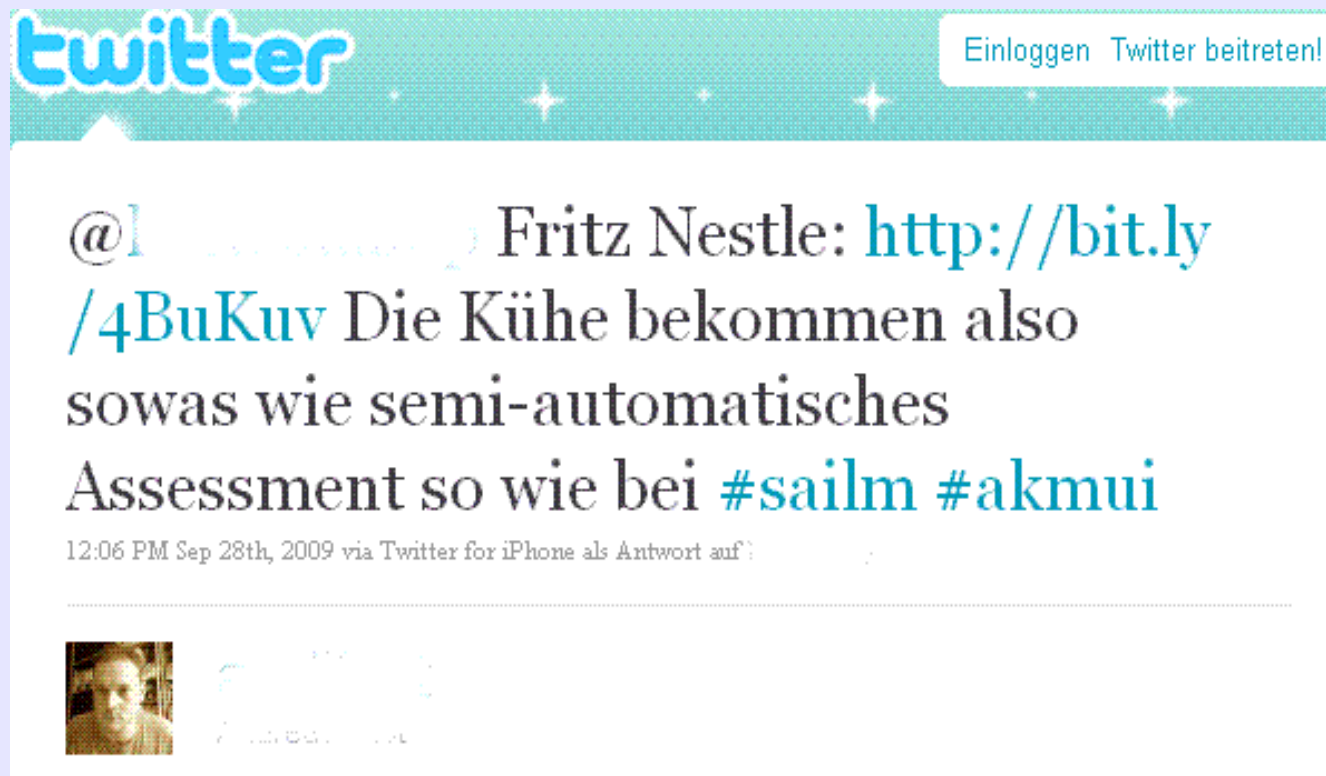 twitter
Einloggen Twitter beitreten!
@ Fritz Nestle: http://bit.ly
/4BuKuv Die Kühe bekommen also
sowas wie semi-automatisches
Assessment so wie bei #sailm #akmui
12:06 PM Sep 28th, 2009 via Twitter for iPhone als Antwort auf